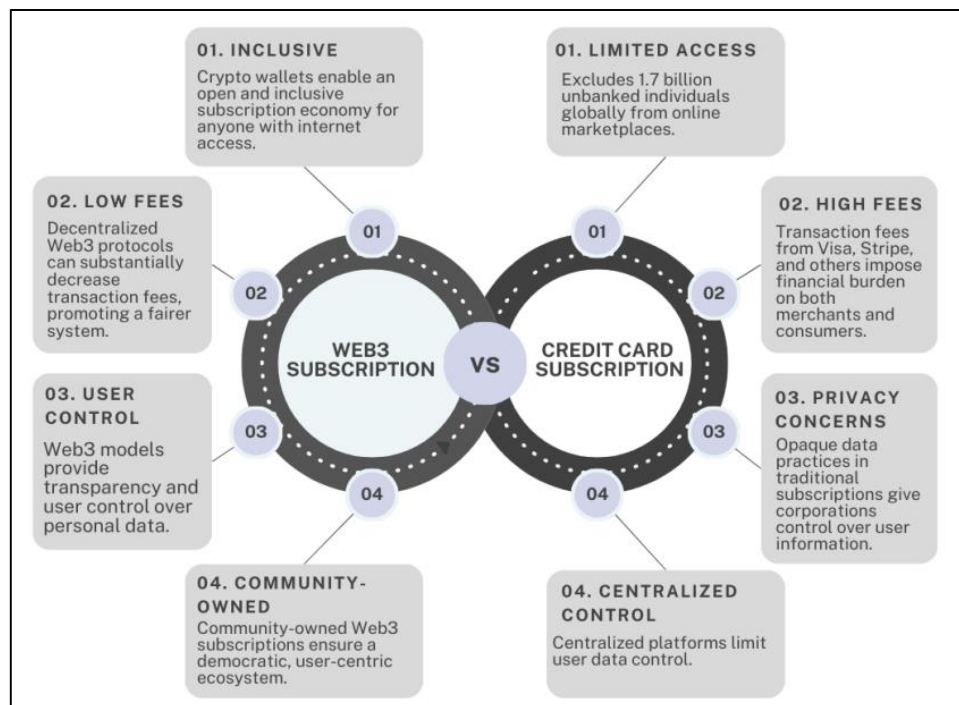 01. INCLUSIVE
Crypto wallets enable an
open and inclusive
subscription economy for
anyone with internet
access.
02. LOW FEES
Decentralized
Web3 protocols
can substantially
decrease
transaction fees,
promoting a fairer
system.
03. USER
CONTROL
Web3 models
provide
transparency and
user control over
personal data.
04. COMMUNITY-
OWNED
Community-owned Web3
subscriptions ensure a
democratic, user-centric
ecosystem.
01
02
03
04
WEB3
SUBSCRIPTION
VS
CREDIT CARD
SUBSCRIPTION
01
02
03
04
01. LIMITED ACCESS
Excludes 1.7 billion
unbanked individuals
globally from online
marketplaces.
02. HIGH FEES
Transaction fees
from Visa, Stripe,
and others impose
financial burden
on both
merchants and
consumers.
03. PRIVACY
CONCERNS
Opaque data
practices in
traditional
subscriptions give
corporations
control over user
information.
04. CENTRALIZED
CONTROL
Centralized platforms limit
user data control.